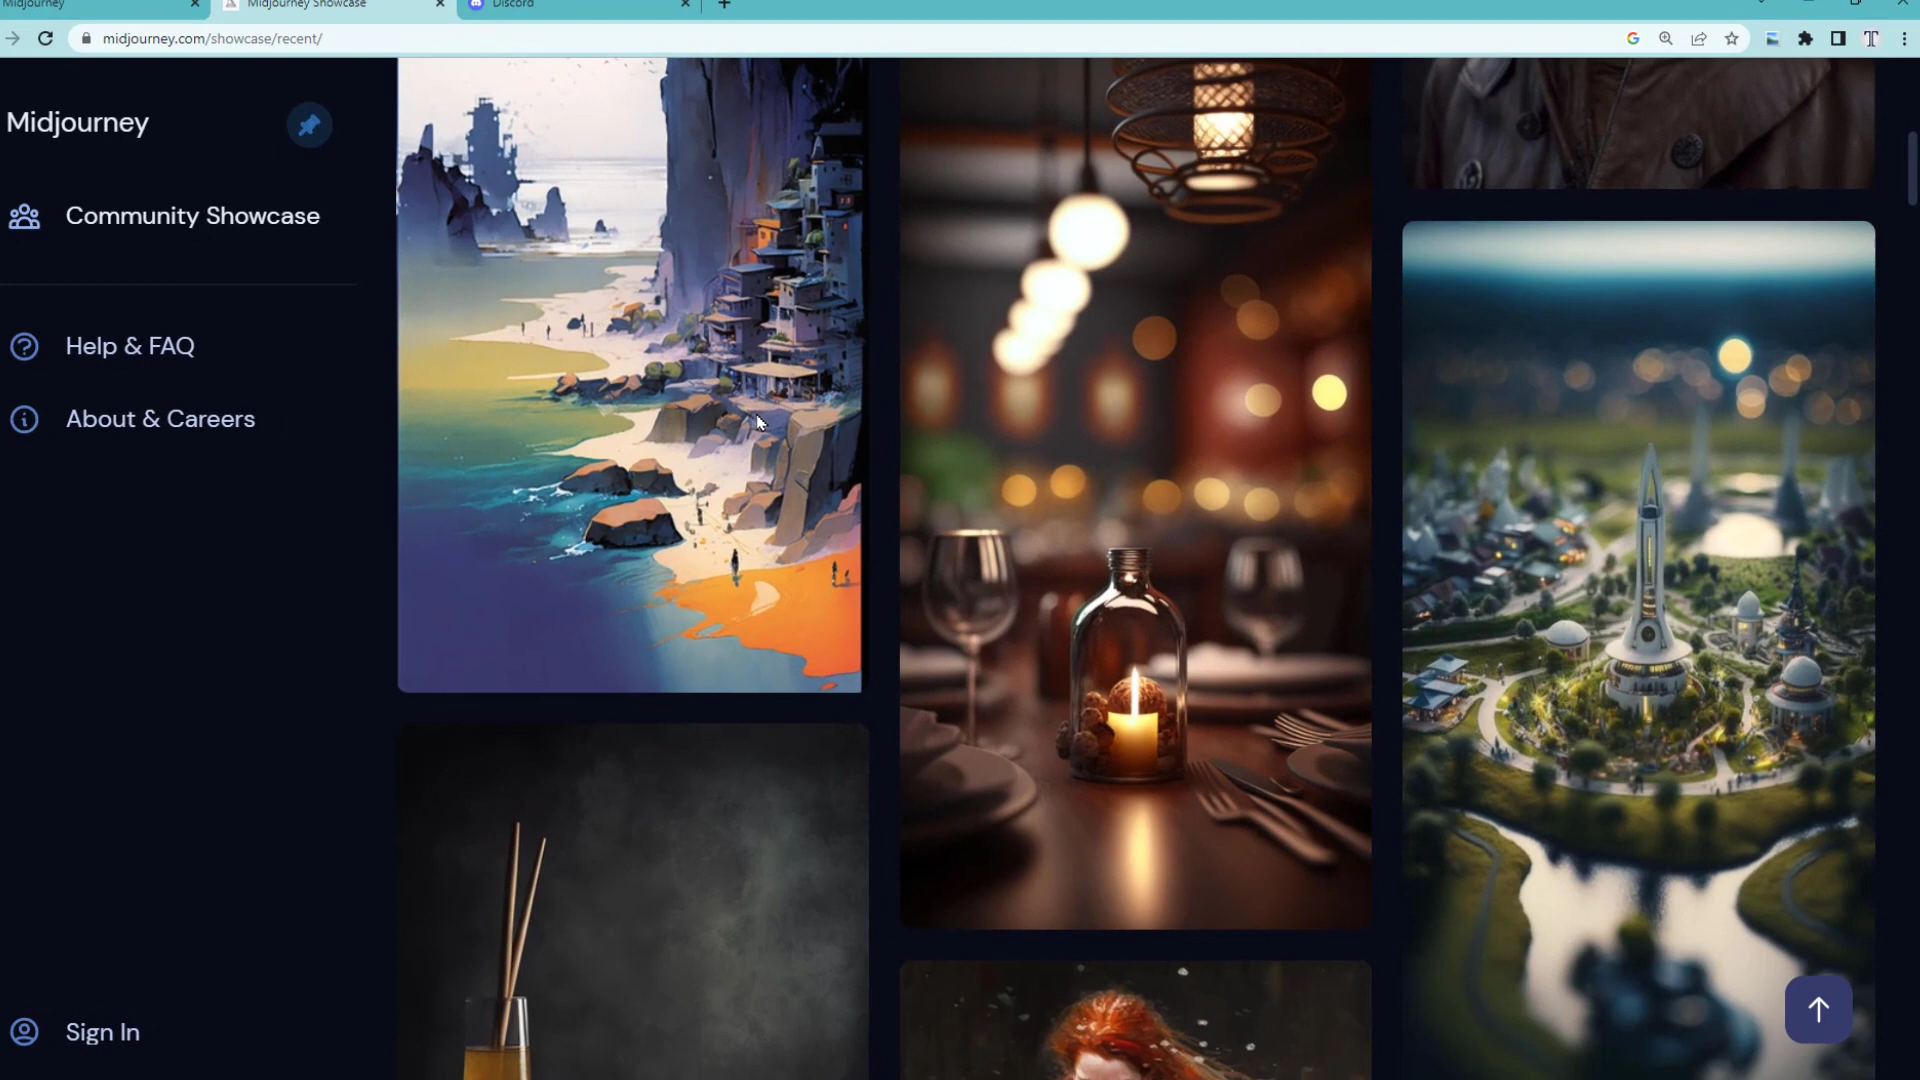 Midjourney
Midjourney Showcase
Discord
midjourney.com/showcase/recent/
Midjourney
Community Showcase
Help & FAQ
About & Careers
Sign In